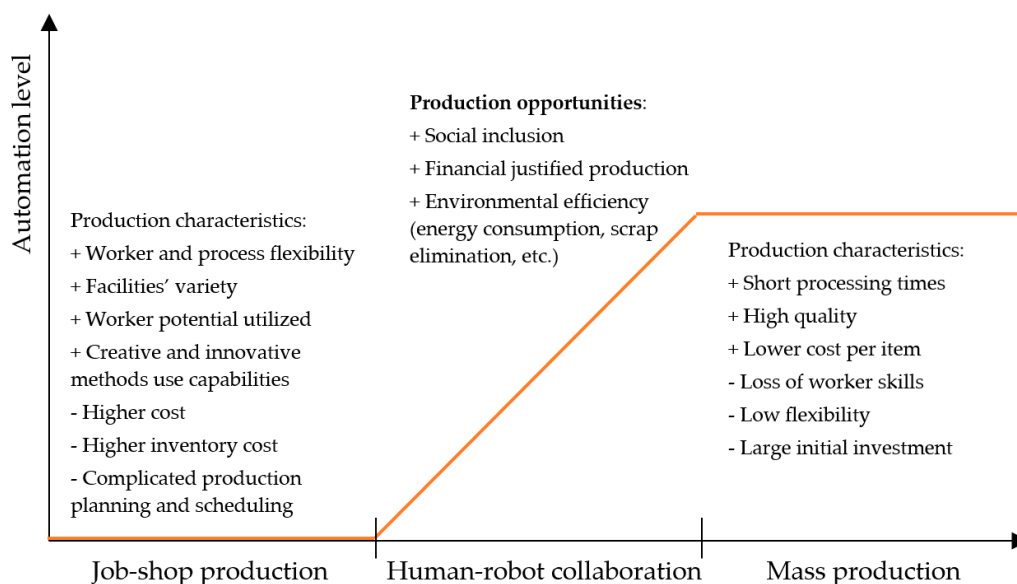 Automation level
Production characteristics:
+ Worker and process flexibility
+ Facilities’ variety
+ Worker potential utilized
+ Creative and innovative
methods use capabilities
- Higher cost
- Higher inventory cost
- Complicated production
planning and scheduling
Production opportunities:
+ Social inclusion
+ Financial justified production
+ Environmental efficiency
(energy consumption, scrap
elimination, etc.)
Production characteristics:
+ Short processing times
+ High quality
+ Lower cost per item
- Loss of worker skills
- Low flexibility
- Large initial investment
Job-shop production
Human-robot collaboration
Mass production